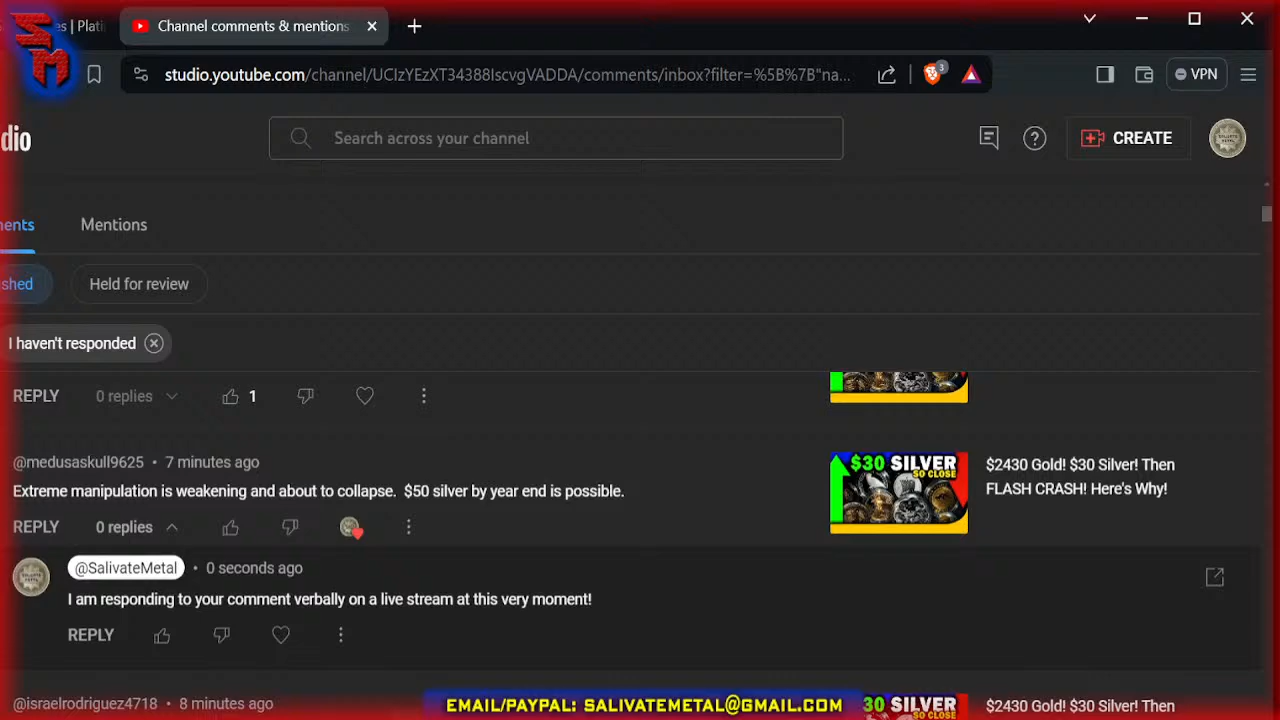 SM
es | Plati
Channel comments & mentions
studio.youtube.com/channel/UCIzYEzXT34388IscvgVADDA/comments/inbox?filter=%5B%7B"na...
3
VPN
dio
Search across your channel
CREATE
ents
Mentions
shed
Held for review
I haven't responded
REPLY 0 replies 1
@medusaskull9625 • 7 minutes ago
Extreme manipulation is weakening and about to collapse. $50 silver by year end is possible.
$30 SILVER
SO CLOSE
$2430 Gold! $30 Silver! Then
FLASH CRASH! Here's Why!
REPLY 0 replies
@SalivateMetal • 0 seconds ago
I am responding to your comment verbally on a live stream at this very moment!
REPLY
@israelrodriguez4718 • 8 minutes ago
30 SILVER
$2430 Gold! $30 Silver! Then
EMAIL/PAYPAL: SALIVATEMETAL@GMAIL.COM